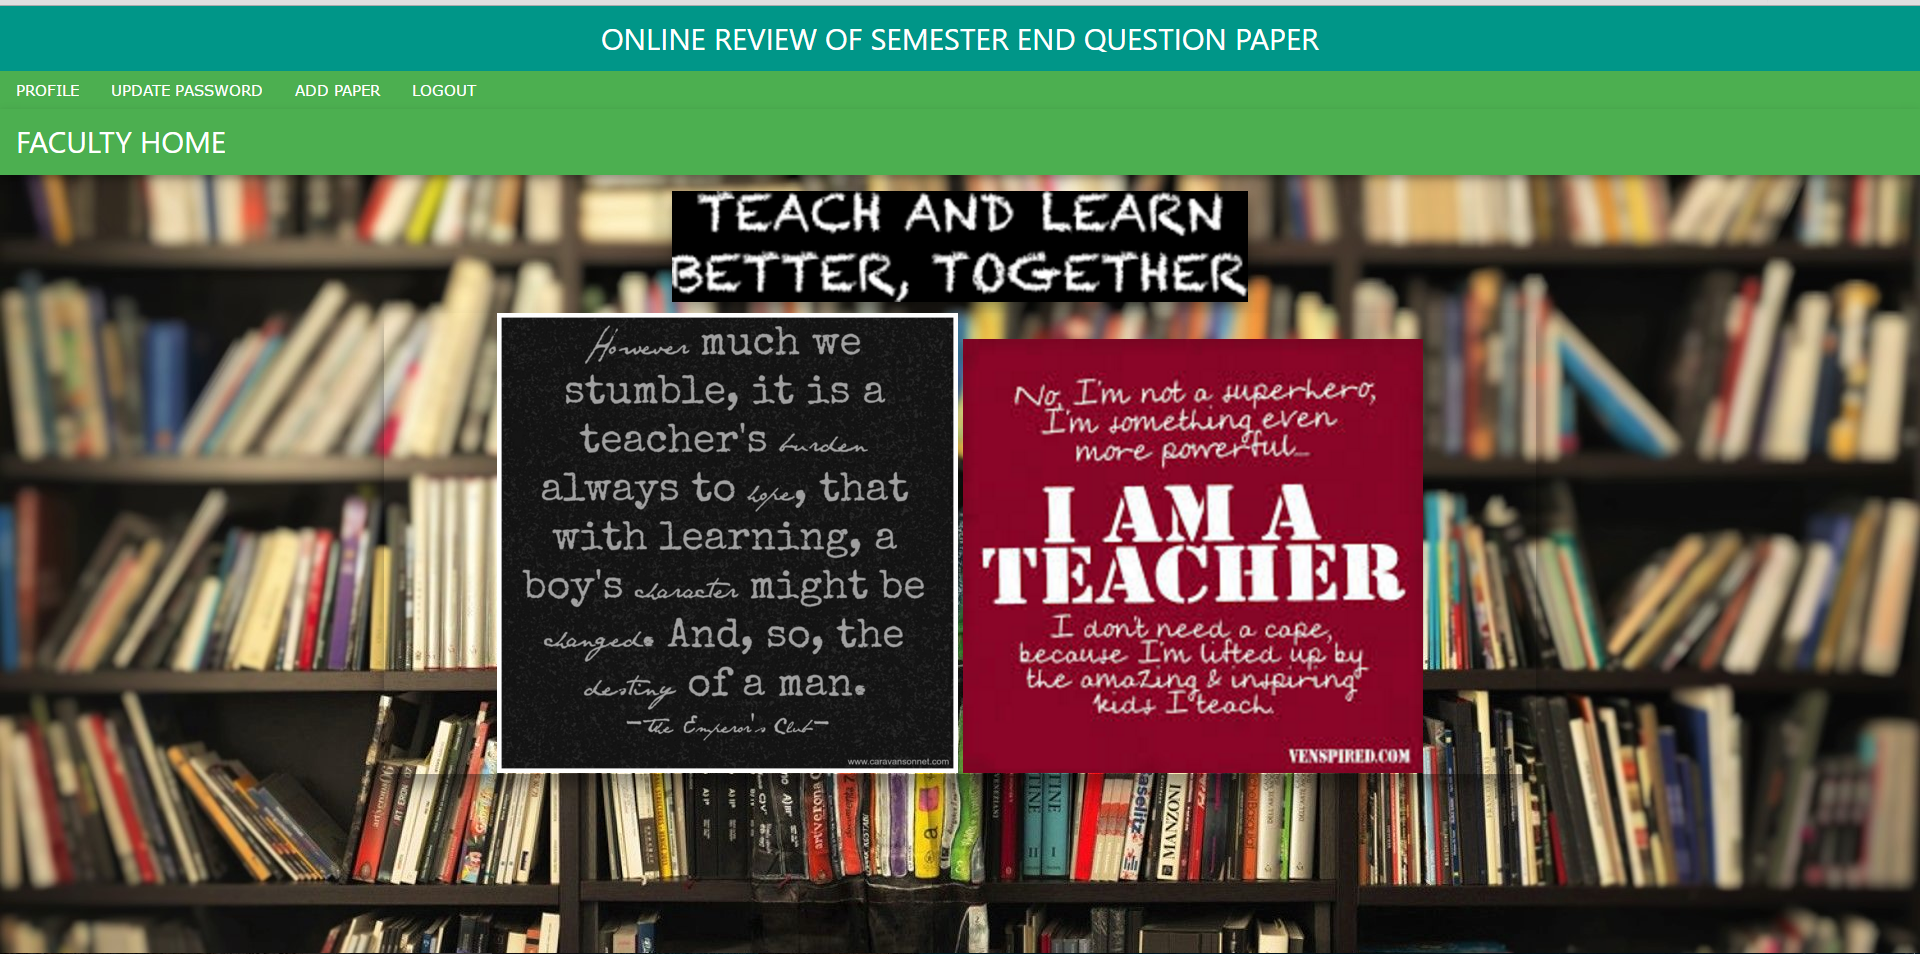 ONLINE REVIEW OF SEMESTER END QUESTION PAPER
PROFILE UPDATE PASSWORD ADD PAPER LOGOUT
FACULTY HOME
TEACH AND LEARN
BETTER, TOGETHER
However much we
stumble, it is a
teacher's burden
always to hope, that
with learning, a
boy's character might be
changed. And, so, the
destiny of a man.
-The Emperor's Club-
www.caravansonnet.com
No, I'm not a superhero,
I'm something even
more powerful...
I AM A
TEACHER
I don't need a cape,
because I'm lifted up by
the amazing & inspiring
kids I teach.
VENSPIRED.COM
artverona
MANZONI